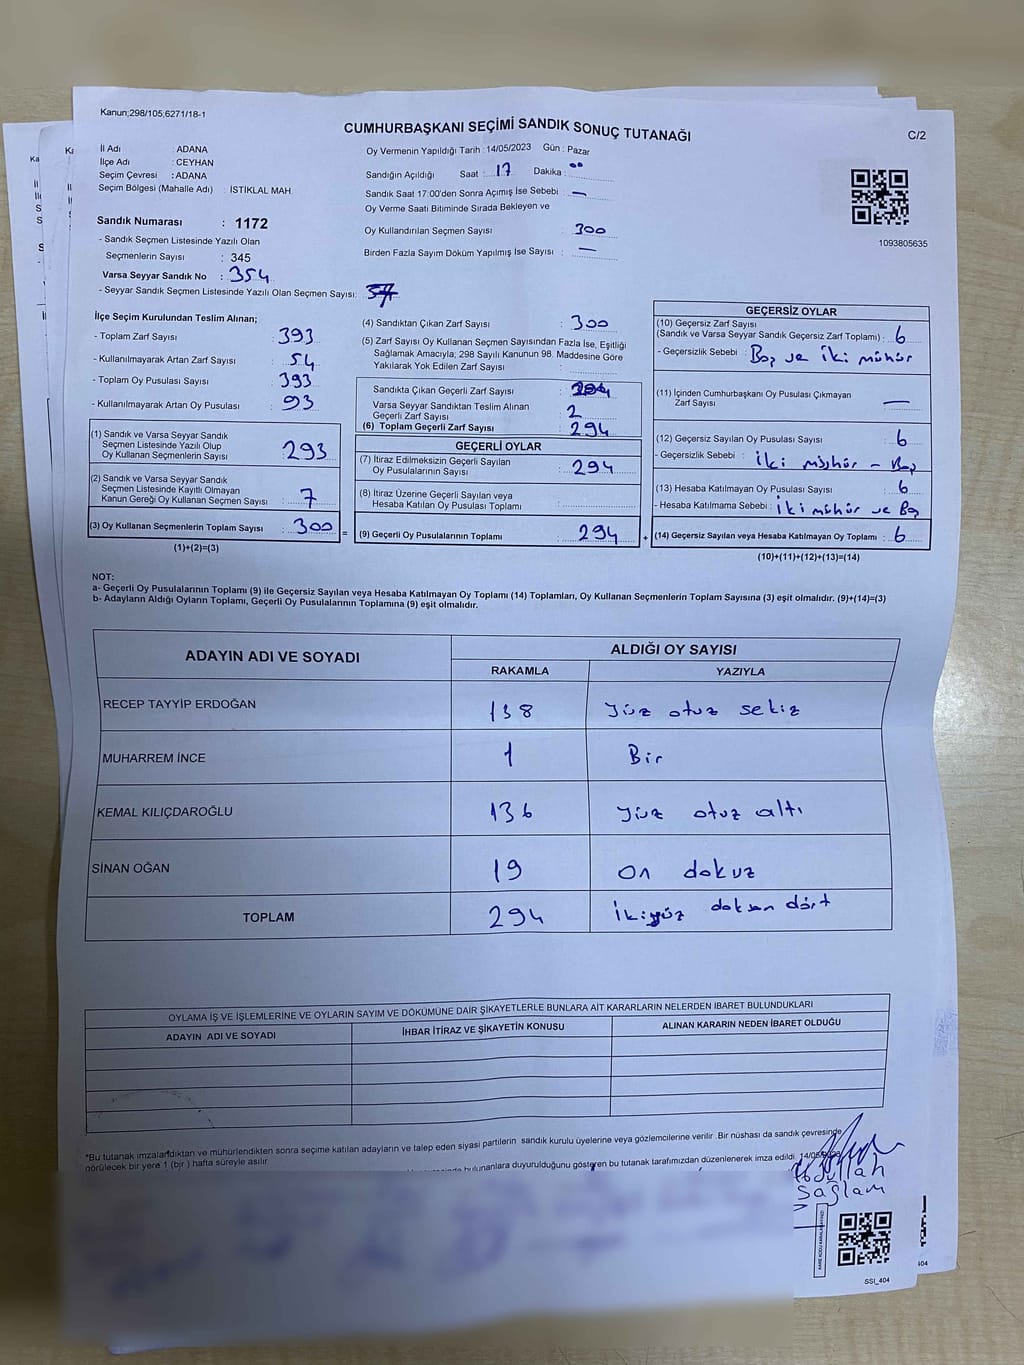 Kanun;298/105,6271/18-1
CUMHURBAŞKANI SEÇİMİ SANDIK SONUÇ TUTANAĞI
C/2
İl Adı : ADANA
İlçe Adı : CEYHAN
Seçim Çevresi : ADANA
Seçim Bölgesi (Mahalle Adı) : İSTİKLAL MAH.
Sandık Numarası : 1172
- Sandık Seçmen Listesinde Yazılı Olan
Seçmenlerin Sayısı : 345
Varsa Seyyar Sandık No : 354
- Seyyar Sandık Seçmen Listesinde Yazılı Olan Seçmen Sayısı:
Oy Vermenin Yapıldığı Tarih : 14/05/2023 Gün : Pazar
Sandığın Açıldığı Saat : 17 Dakika : 00
Sandık Saat 17:00'den Sonra Açımış İse Sebebi : —
Oy Verme Saati Bitiminde Sırada Bekleyen ve
Oy Kullandırılan Seçmen Sayısı : 300
Birden Fazla Sayım Döküm Yapılmış İse Sayısı : —
1093805635
İlçe Seçim Kurulundan Teslim Alınan;
- Toplam Zarf Sayısı : 393
- Kullanılmayarak Artan Zarf Sayısı : 54
- Toplam Oy Pusulası Sayısı : 393
- Kullanılmayarak Artan Oy Pusulası : 93
(1) Sandık ve Varsa Seyyar Sandık
Seçmen Listesinde Yazılı Olup
Oy Kullanan Seçmenlerin Sayısı : 293
(2) Sandık ve Varsa Seyyar Sandık
Seçmen Listesinde Kayıtlı Olmayan
Kanun Gereği Oy Kullanan Seçmen Sayısı : 7
(3) Oy Kullanan Seçmenlerin Toplam Sayısı : 300 =
(1)+(2)=(3)
(4) Sandıktan Çıkan Zarf Sayısı : 300
(5) Zarf Sayısı Oy Kullanan Seçmen Sayısından Fazla İse, Eşitliği
Sağlamak Amacıyla; 298 Sayılı Kanunun 98. Maddesine Göre
Yakılarak Yok Edilen Zarf Sayısı :
Sandıkta Çıkan Geçerli Zarf Sayısı :
Varsa Seyyar Sandıktan Teslim Alınan
Geçerli Zarf Sayısı : 2
(6) Toplam Geçerli Zarf Sayısı : 294
GEÇERLİ OYLAR
(7) İtiraz Edilmeksizin Geçerli Sayılan
Oy Pusulalarının Sayısı : 294
(8) İtiraz Üzerine Geçerli Sayılan veya
Hesaba Katılan Oy Pusulası Toplamı :
(9) Geçerli Oy Pusulalarının Toplamı : 294 +
GEÇERSİZ OYLAR
(10) Geçersiz Zarf Sayısı
(Sandık ve Varsa Seyyar Sandık Geçersiz Zarf Toplamı) : 6
- Geçersizlik Sebebi : Boş ve iki mühür
(11) İçinden Cumhurbaşkanı Oy Pusulası Çıkmayan
Zarf Sayısı : —
(12) Geçersiz Sayılan Oy Pusulası Sayısı : 6
- Geçersizlik Sebebi : iki mühür - Boş
(13) Hesaba Katılmayan Oy Pusulası Sayısı : 6
- Hesaba Katılmama Sebebi : iki mühür ve Boş
(14) Geçersiz Sayılan veya Hesaba Katılmayan Oy Toplamı : 6
(10)+(11)+(12)+(13)=(14)
NOT:
a- Geçerli Oy Pusulalarının Toplamı (9) ile Geçersiz Sayılan veya Hesaba Katılmayan Oy Toplamı (14) Toplamları, Oy Kullanan Seçmenlerin Toplam Sayısına (3) eşit olmalıdır. (9)+(14)=(3)
b- Adayların Aldığı Oyların Toplamı, Geçerli Oy Pusulalarının Toplamına (9) eşit olmalıdır.
ADAYIN ADI VE SOYADI
ALDIĞI OY SAYISI
RAKAMLA YAZIYLA
RECEP TAYYİP ERDOĞAN 138 Yüz otuz sekiz
MUHARREM İNCE 1 Bir
KEMAL KILIÇDAROĞLU 136 Yüz otuz altı
SİNAN OĞAN 19 On dokuz
TOPLAM 294 ikiyüz doksan dört
OYLAMA İŞ VE İŞLEMLERİNE VE OYLARIN SAYIM VE DÖKÜMÜNE DAİR ŞİKAYETLERLE BUNLARA AİT KARARLARIN NELERDEN İBARET BULUNDUKLARI
ADAYIN ADI VE SOYADI İHBAR İTİRAZ VE ŞİKAYETİN KONUSU ALINAN KARARIN NEDEN İBARET OLDUĞU
*Bu tutanak imzalandıktan ve mühürlendikten sonra seçime katılan adayların ve talep eden siyasi partilerin sandık kurulu üyelerine veya gözlemcilerine verilir .Bir nüshası da sandık çevresinde
görülecek bir yere 1 (bir ) hafta süreyle asılır
bulunanlara duyurulduğunu gösteren bu tutanak tarafımızdan düzenlenerek imza edildi.
Abdullah
Sağlam
SSI_404
404